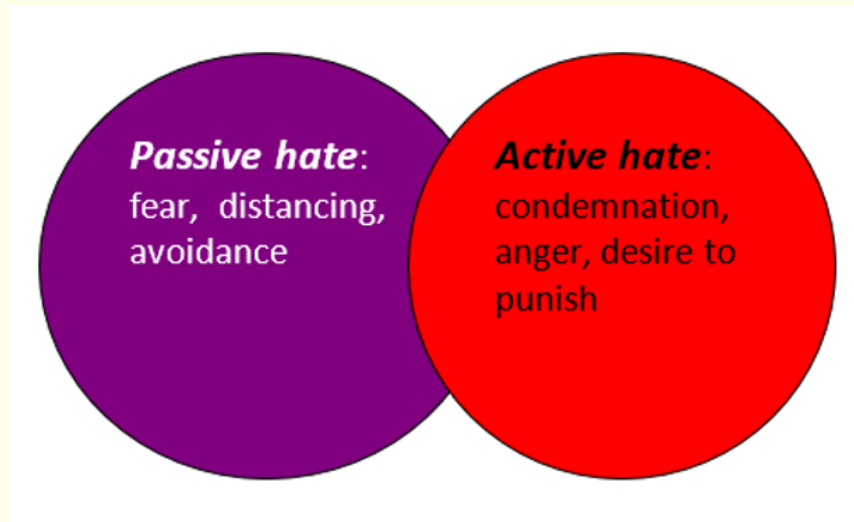 Passive hate:
fear, distancing,
avoidance
Active hate:
condemnation,
anger, desire to
punish